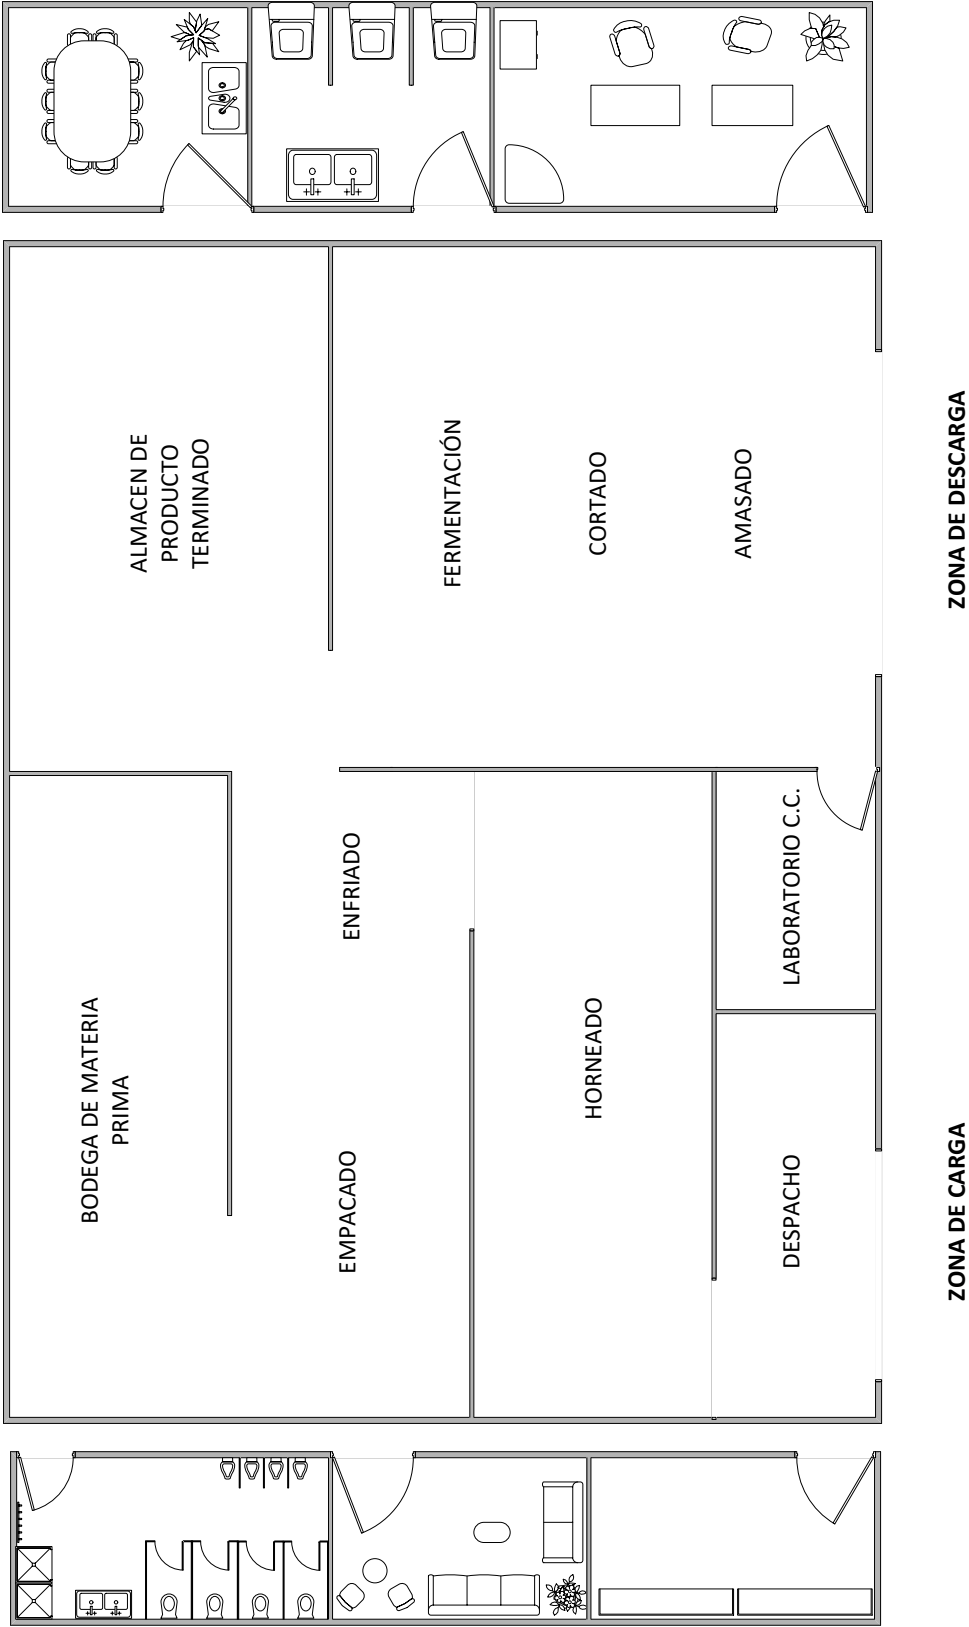 ALMACEN DE
PRODUCTO
TERMINADO
FERMENTACIÓN
CORTADO
AMASADO
ZONA DE DESCARGA
BODEGA DE MATERIA
PRIMA
ENFRIADO
EMPACADO
HORNEADO
LABORATORIO C.C.
DESPACHO
ZONA DE CARGA